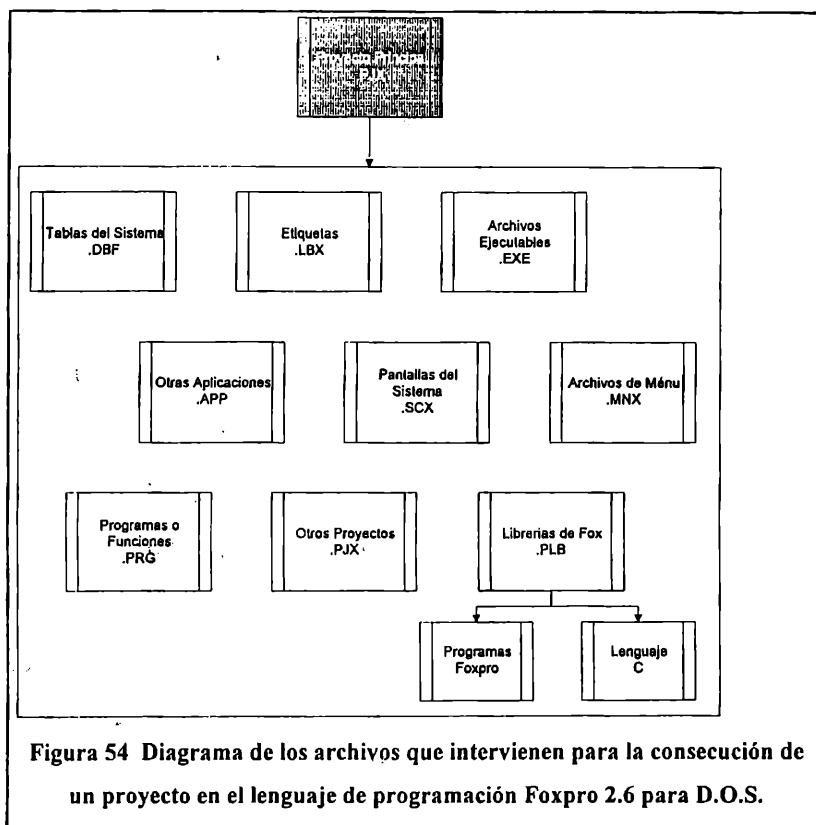 Tablas del Sistema
.DBF
Etiquetas
.LBX
Archivos
Ejecutables
.EXE
Otras Aplicaciones
.APP
Pantallas del
Sistema
.SCX
Archivos de Ménu
.MNX
Programas o
Funciones
.PRG
Otros Proyectos
.PJX
Librerias de Fox
.PLB
Programas
Foxpro
Lenguaje
C
Figura 54 Diagrama de los archivos que intervienen para la consecución de
un proyecto en el lenguaje de programación Foxpro 2.6 para D.O.S.